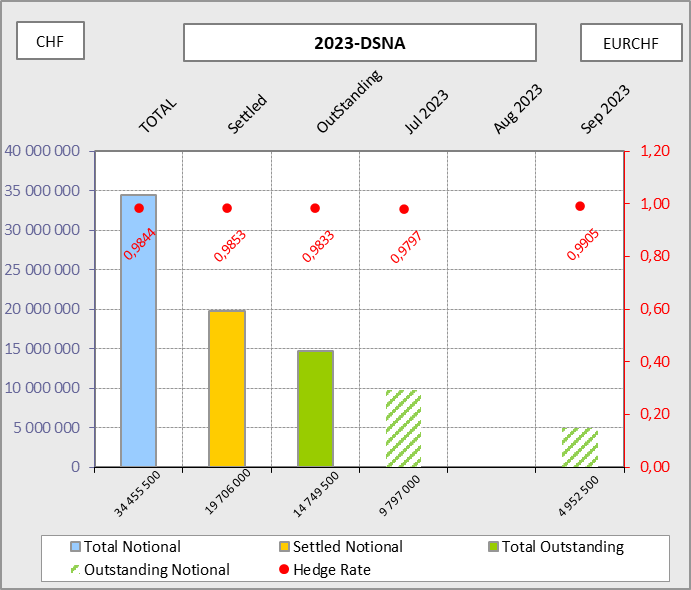 CHF
2023-DSNA
EURCHF
TOTAL
Settled
OutStanding
Jul 2023
Aug 2023
Sep 2023
40 000 000
35 000 000
30 000 000
25 000 000
20 000 000
15 000 000
10 000 000
5 000 000
0
1,20
1,00
0,80
0,60
0,40
0,20
0,00
0,9844
0,9853
0,9833
0,9797
0,9905
34 455 500
19 706 000
14 749 500
9 797 000
4 952 500
Total Notional
Settled Notional
Total Outstanding
Outstanding Notional
Hedge Rate